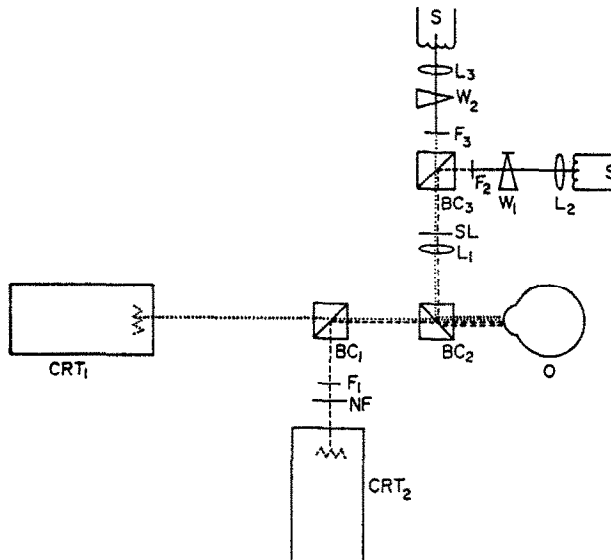 S
L₃
W₂
F₃
F₂
W₁
L₂
S
BC₃
SL
L₁
BC₁
BC₂
O
CRT₁
F₁
NF
CRT₂